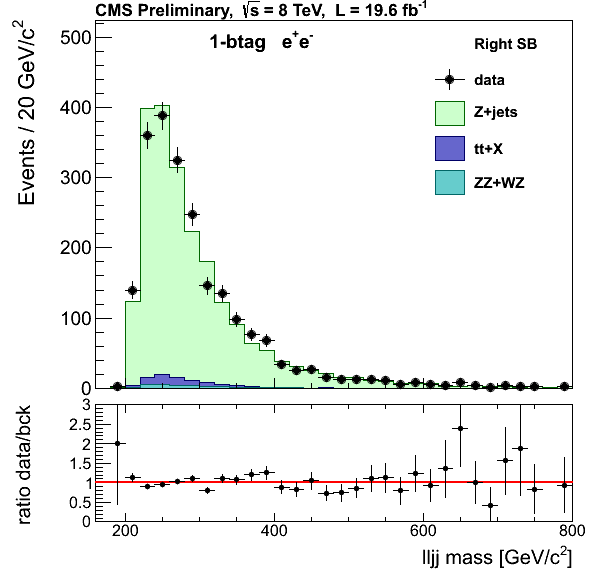 CMS Preliminary, √s = 8 TeV, L = 19.6 fb⁻¹
1-btag e⁺e⁻
Right SB
data
Z+jets
tt+X
ZZ+WZ
Events / 20 GeV/c²
500
400
300
200
100
0
ratio data/bck
3
2.5
2
1.5
1
0.5
0
200 400 600 800
lljj mass [GeV/c²]